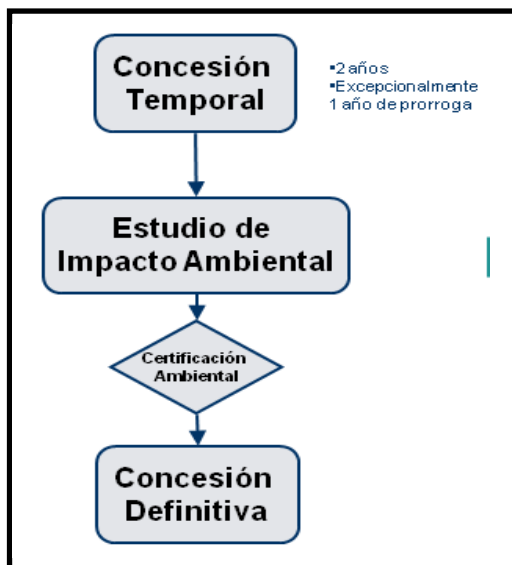 Concesión
Temporal
▪2 años
▪Excepcionalmente
1 año de prorroga
Estudio de
Impacto Ambiental
Certificación
Ambiental
Concesión
Definitiva